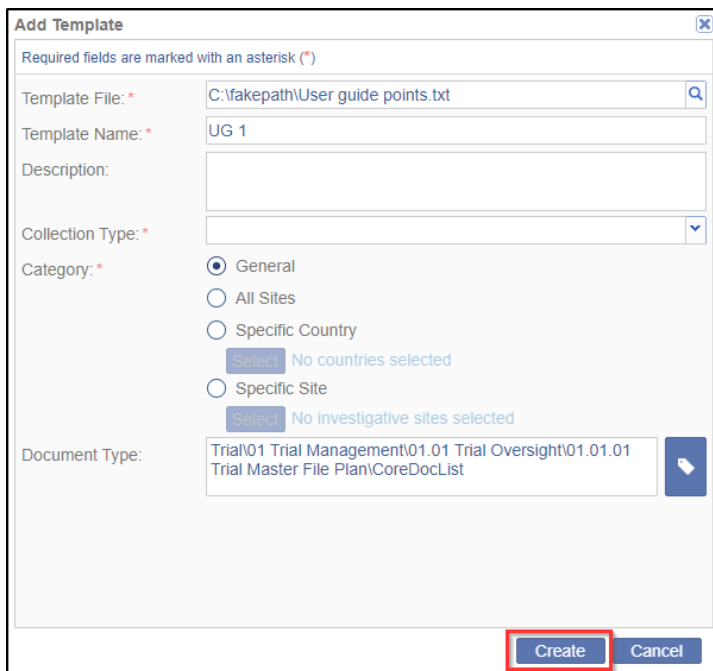 Add Template
Required fields are marked with an asterisk (*)
Template File: * C:\fakepath\User guide points.txt
Template Name: * UG 1
Description:
Collection Type: *
Category: * General
All Sites
Specific Country
Select No countries selected
Specific Site
Select No investigative sites selected
Document Type: Trial\01 Trial Management\01.01 Trial Oversight\01.01.01
Trial Master File Plan\CoreDocList
Create Cancel